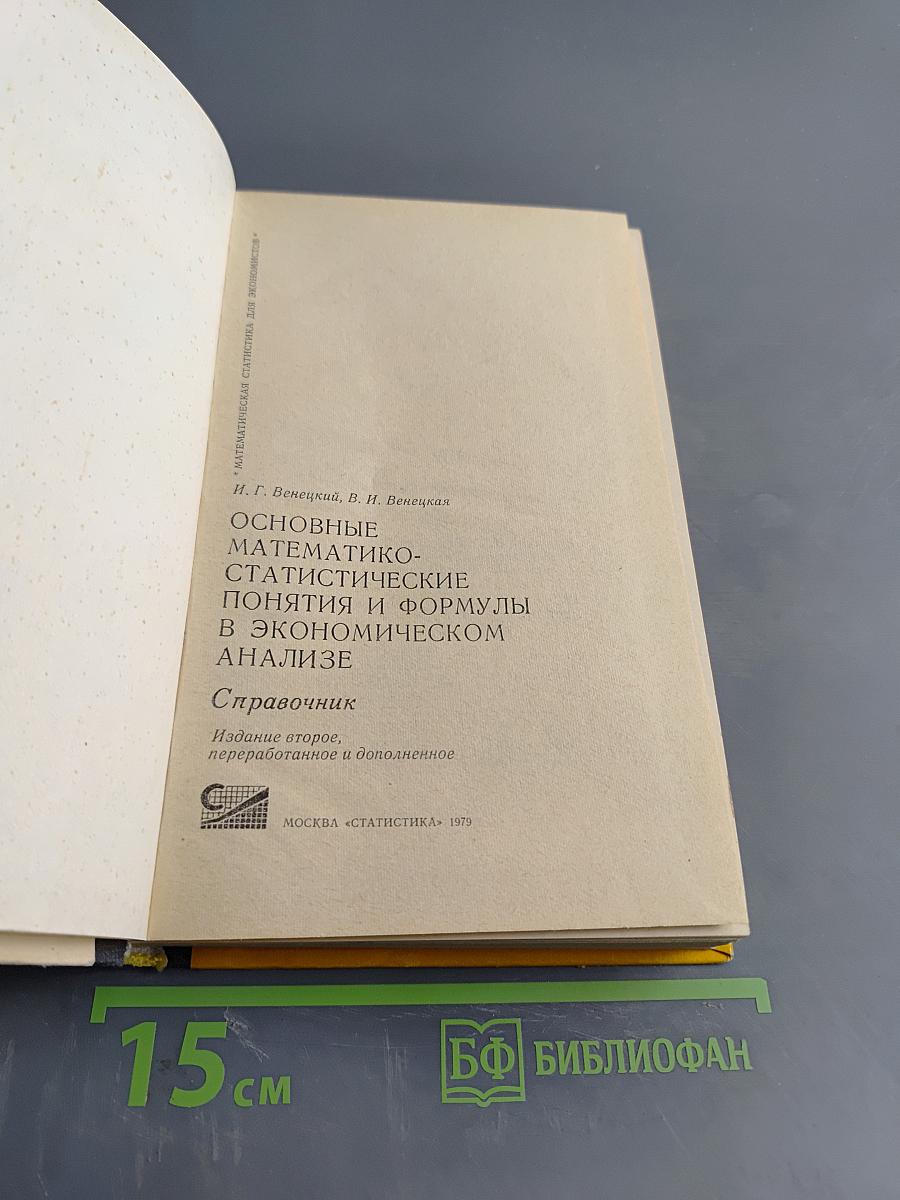 * МАТЕМАТИЧЕСКАЯ СТАТИСТИКА ДЛЯ ЭКОНОМИСТОВ *
И. Г. Венецкий, В. И. Венецкая
ОСНОВНЫЕ
МАТЕМАТИКО-
СТАТИСТИЧЕСКИЕ
ПОНЯТИЯ И ФОРМУЛЫ
В ЭКОНОМИЧЕСКОМ
АНАЛИЗЕ
Справочник
Издание второе,
переработанное и дополненное
С
МОСКВА «СТАТИСТИКА» 1979
15 см
БФ БИБЛИОФАН